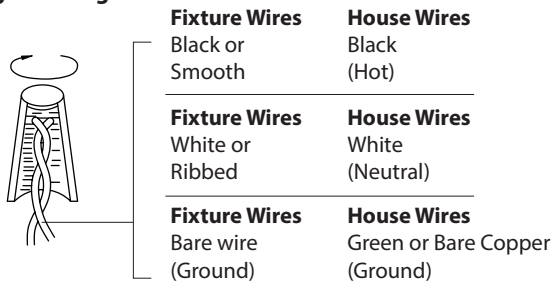 Fixture Wires House Wires
Black or Black
Smooth (Hot)
Fixture Wires House Wires
White or White
Ribbed (Neutral)
Fixture Wires House Wires
Bare wire Green or Bare Copper
(Ground) (Ground)